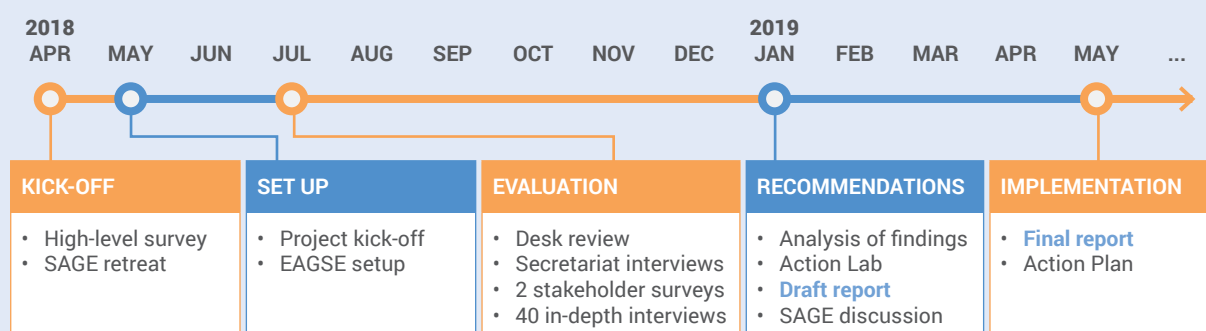 2018
2019
APR MAY JUN JUL AUG SEP OCT NOV DEC JAN FEB MAR APR MAY ...
KICK-OFF
• High-level survey
• SAGE retreat
SET UP
• Project kick-off
• EAGSE setup
EVALUATION
• Desk review
• Secretariat interviews
• 2 stakeholder surveys
• 40 in-depth interviews
RECOMMENDATIONS
• Analysis of findings
• Action Lab
• Draft report
• SAGE discussion
IMPLEMENTATION
• Final report
• Action Plan